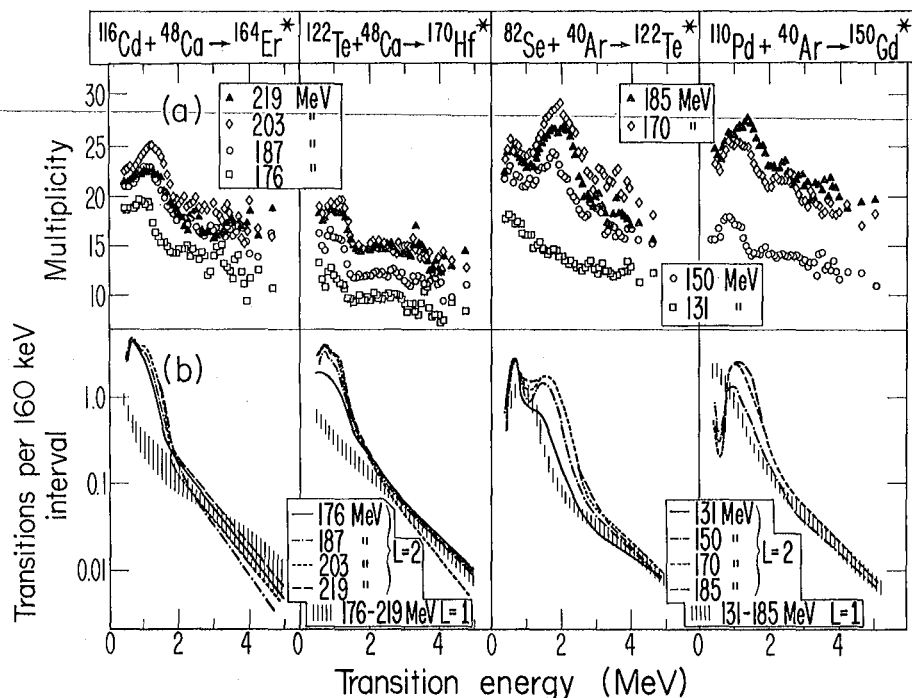 ¹¹⁶Cd + ⁴⁸Ca → ¹⁶⁴Er*
¹²²Te + ⁴⁸Ca → ¹⁷⁰Hf*
⁸²Se + ⁴⁰Ar → ¹²²Te*
¹¹⁰Pd + ⁴⁰Ar → ¹⁵⁰Gd*
(a)
▲ 219 MeV
◇ 203 "
○ 187 "
□ 176 "
▲ 185 MeV
◇ 170 "
○ 150 MeV
□ 131 "
Multiplicity
30
25
20
15
10
(b)
Transitions per 160 keV
interval
1.0
0.1
0.01
176 MeV
187 "
203 "
219 "
L=2
176-219 MeV L=1
131 MeV
150 "
170 "
185 "
L=2
131-185 MeV L=1
0 2 4 0 2 4 0 2 4 0 2 4
Transition energy (MeV)